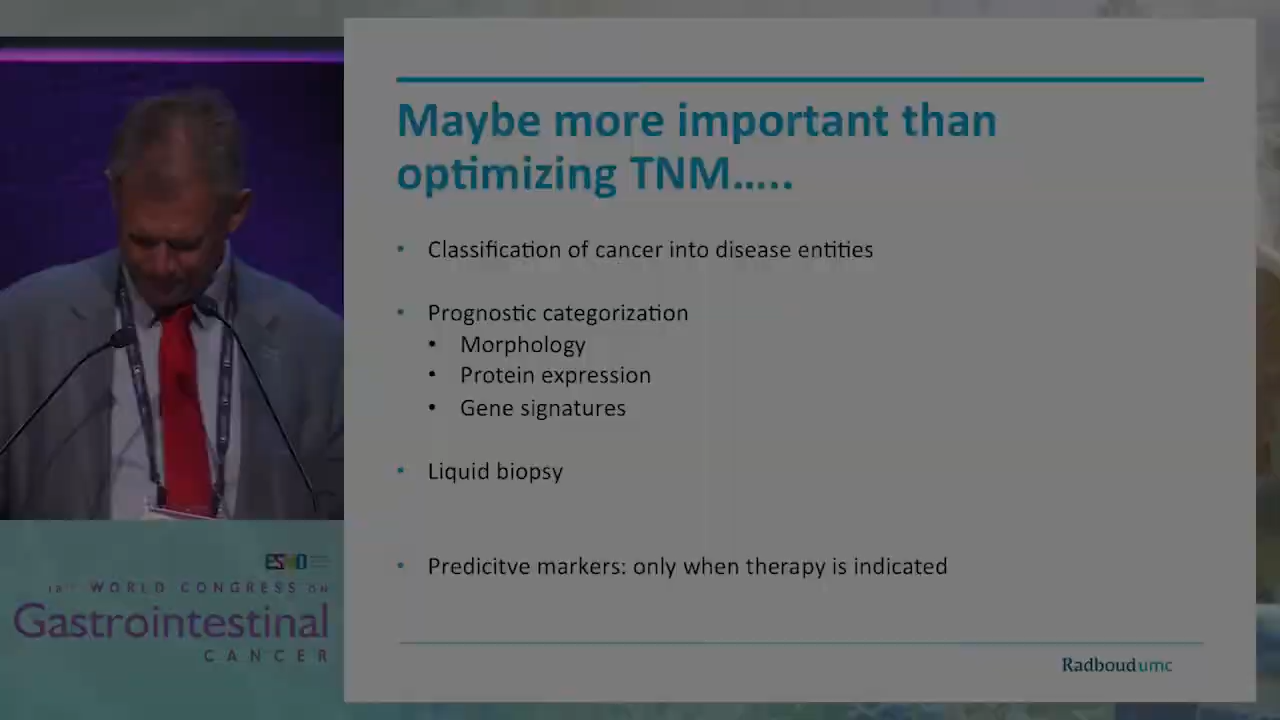 Maybe more important than
optimizing TNM.....
• Classification of cancer into disease entities
• Prognostic categorization
• Morphology
• Protein expression
• Gene signatures
• Liquid biopsy
• Predicitve markers: only when therapy is indicated
Radboudumc
ESMO
18TH WORLD CONGRESS ON
Gastrointestinal
CANCER